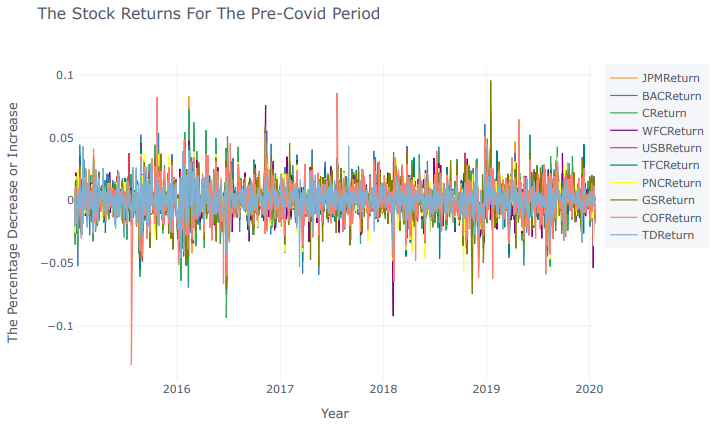 The Stock Returns For The Pre-Covid Period
The Percentage Decrease or Increase
0.1
0.05
0
−0.05
−0.1
2016
2017
2018
2019
2020
Year
JPMReturn
BACReturn
CReturn
WFCReturn
USBReturn
TFCReturn
PNCReturn
GSReturn
COFReturn
TDReturn